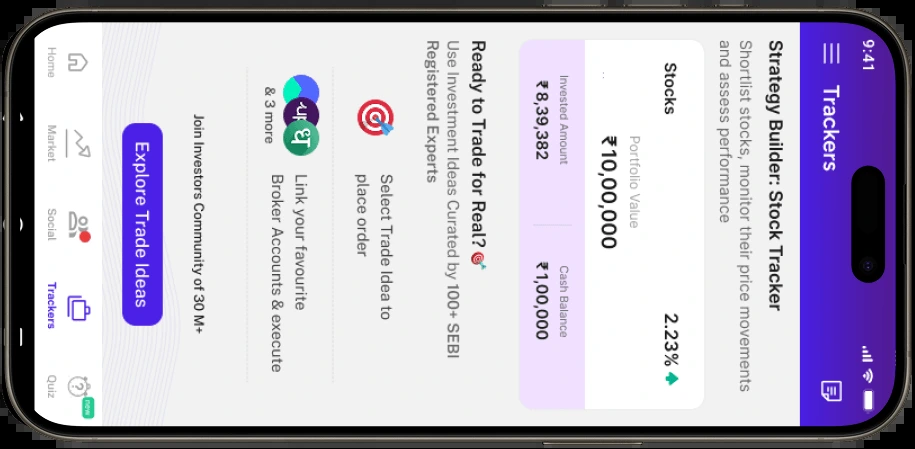 9:41
Trackers
Strategy Builder: Stock Tracker
Shortlist stocks, monitor their price movements
and assess performance
Stocks
2.23%
Portfolio Value
₹10,00,000
Invested Amount
₹8,39,382
Cash Balance
₹1,00,000
Ready to Trade for Real?
Use Investment Ideas Curated by 100+ SEBI
Registered Experts
Select Trade Idea to
place order
up
& 3 more
Link your favourite
Broker Accounts & execute
Join Investors Community of 30 M+
Explore Trade Ideas
Home
Market
Social
Trackers
Quiz
new